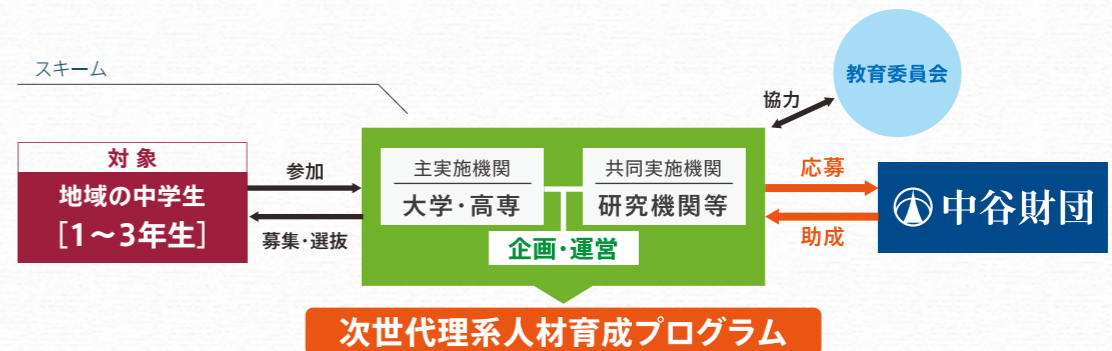 スキーム
教育委員会
協力
対象
地域の中学生
[1～3年生]
参加
募集・選抜
主実施機関
大学・高専
共同実施機関
研究機関等
企画・運営
応募
助成
中谷財団
次世代理系人材育成プログラム